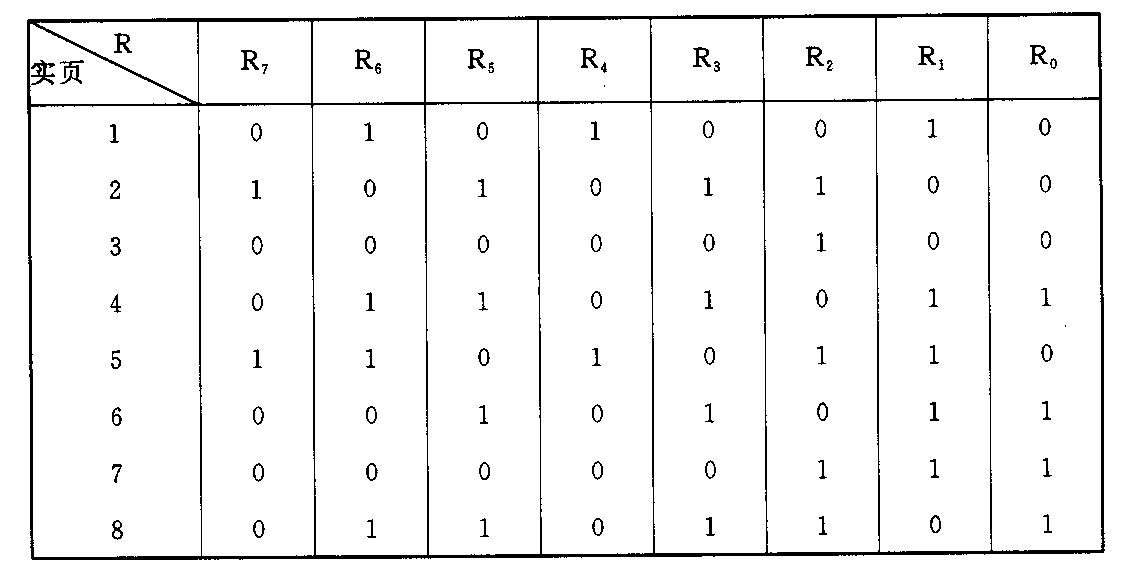 R
实页 R₇ R₆ R₅ R₄ R₃ R₂ R₁ R₀
1 0 1 0 1 0 0 1 0
2 1 0 1 0 1 1 0 0
3 0 0 0 0 0 1 0 0
4 0 1 1 0 1 0 1 1
5 1 1 0 1 0 1 1 0
6 0 0 1 0 1 0 1 1
7 0 0 0 0 0 1 1 1
8 0 1 1 0 1 1 0 1